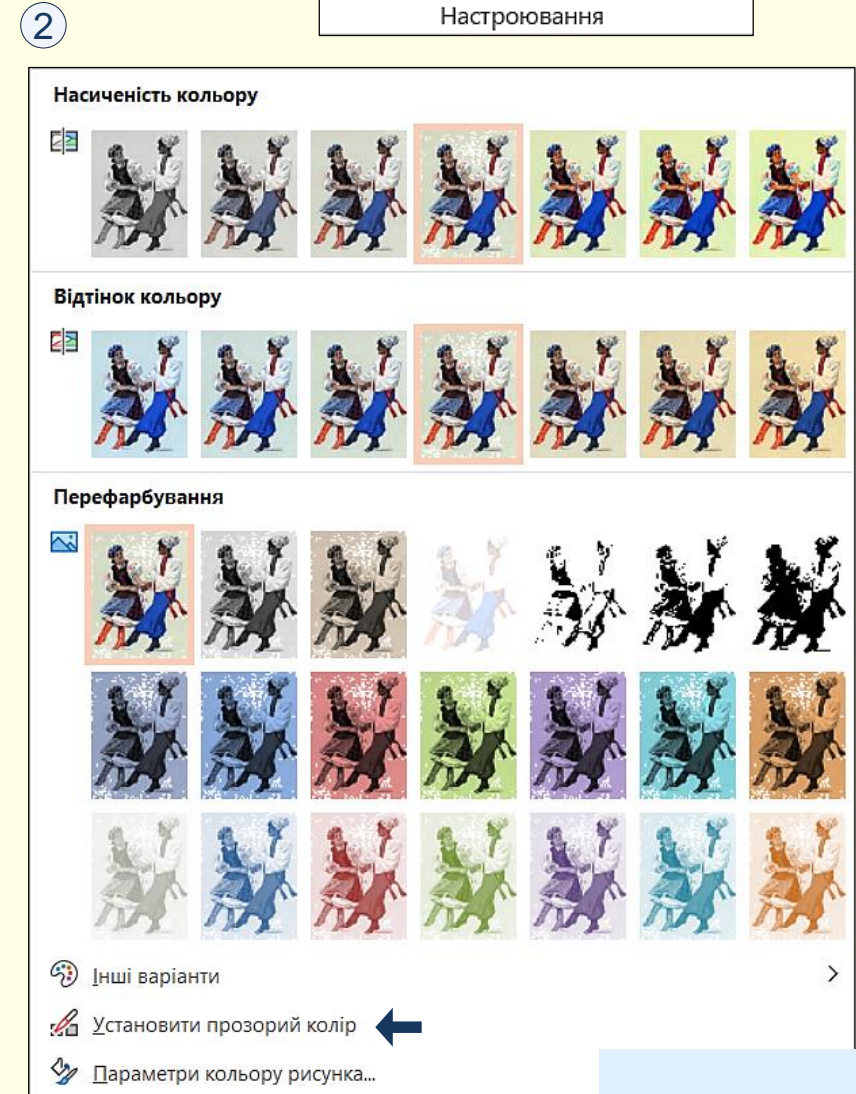 2
Настроювання
Насиченість кольору
Відтінок кольору
Перефарбування
Інші варіанти
Установити прозорий колір
Параметри кольору рисунка...